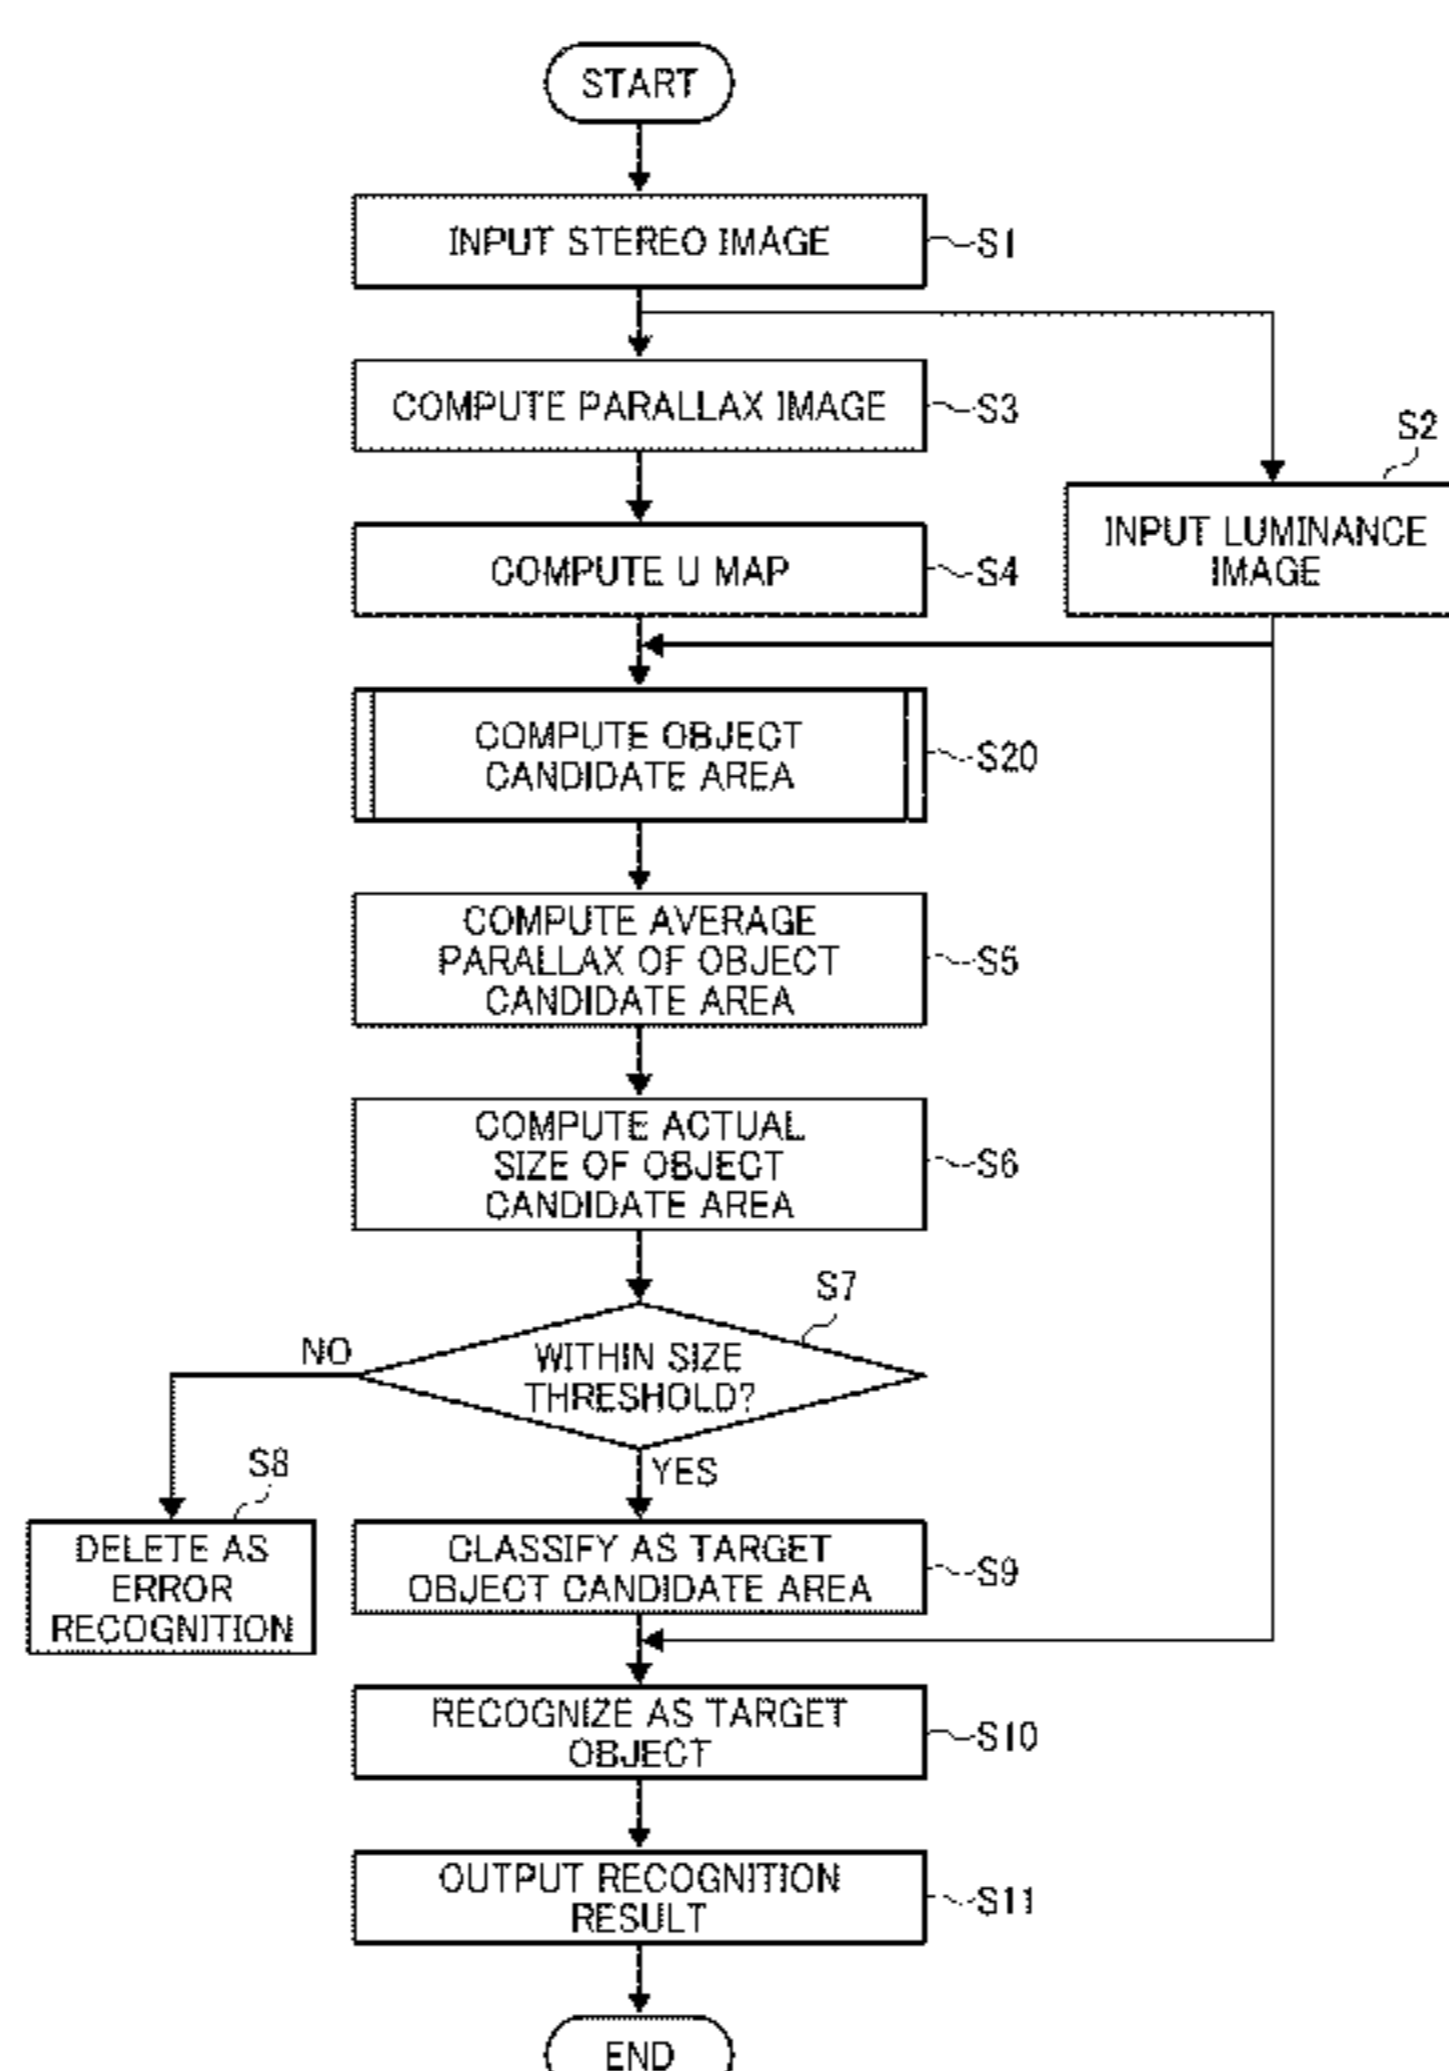 START
INPUT STEREO IMAGE
S1
COMPUTE PARALLAX IMAGE
S3
S2
INPUT LUMINANCE
IMAGE
COMPUTE U MAP
S4
COMPUTE OBJECT
CANDIDATE AREA
S20
COMPUTE AVERAGE
PARALLAX OF OBJECT
CANDIDATE AREA
S5
COMPUTE ACTUAL
SIZE OF OBJECT
CANDIDATE AREA
S6
S7
WITHIN SIZE
THRESHOLD?
NO
YES
S8
DELETE AS
ERROR
RECOGNITION
CLASSIFY AS TARGET
OBJECT CANDIDATE AREA
S9
RECOGNIZE AS TARGET
OBJECT
S10
OUTPUT RECOGNITION
RESULT
S11
END